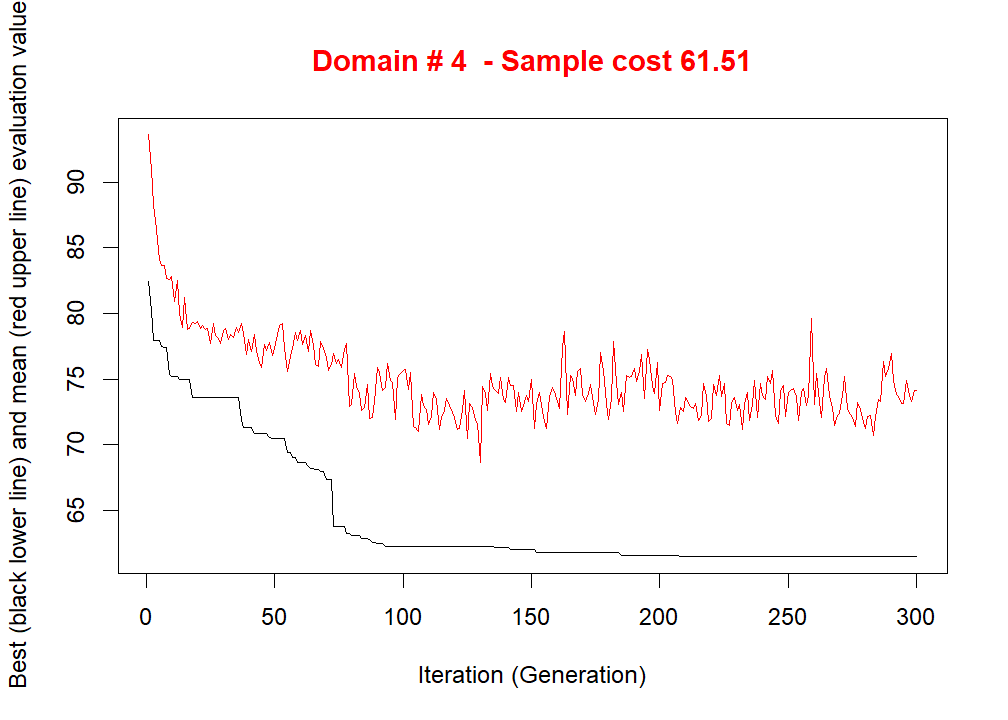 Domain # 4  - Sample cost 61.51
Best (black lower line) and mean (red upper line) evaluation value
90
85
80
75
70
65
0 50 100 150 200 250 300
Iteration (Generation)